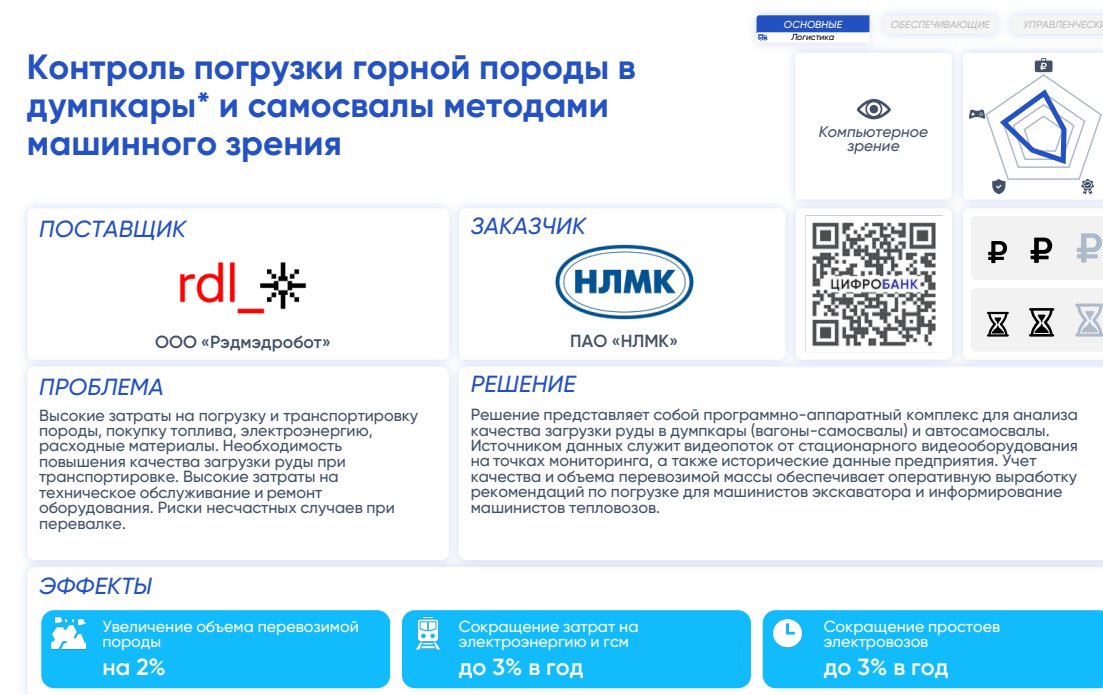 ОСНОВНЫЕ
ОБЕСПЕЧИВАЮЩИЕ
УПРАВЛЕНЧЕСКИ
Логистика
Контроль погрузки горной породы в
думпкары* и самосвалы методами
машинного зрения
Компьютерное
зрение
ПОСТАВЩИК
rdl_
ООО «Рэдмэдробот»
ЗАКАЗЧИК
НЛМК
ПАО «НЛМК»
ЦИФРОБАНК
₽ ₽ ₽
ПРОБЛЕМА
Высокие затраты на погрузку и транспортировку
породы, покупку топлива, электроэнергию,
расходные материалы. Необходимость
повышения качества загрузки руды при
транспортировке. Высокие затраты на
техническое обслуживание и ремонт
оборудования. Риски несчастных случаев при
перевалке.
РЕШЕНИЕ
Решение представляет собой программно-аппаратный комплекс для анализа
качества загрузки руды в думпкары (вагоны-самосвалы) и автосамосвалы.
Источником данных служит видеопоток от стационарного видеооборудования
на точках мониторинга, а также исторические данные предприятия. Учет
качества и объема перевозимой массы обеспечивает оперативную выработку
рекомендаций по погрузке для машинистов экскаватора и информирование
машинистов тепловозов.
ЭФФЕКТЫ
Увеличение объема перевозимой
породы
на 2%
Сокращение затрат на
электроэнергию и гсм
до 3% в год
Сокращение простоев
электровозов
до 3% в год